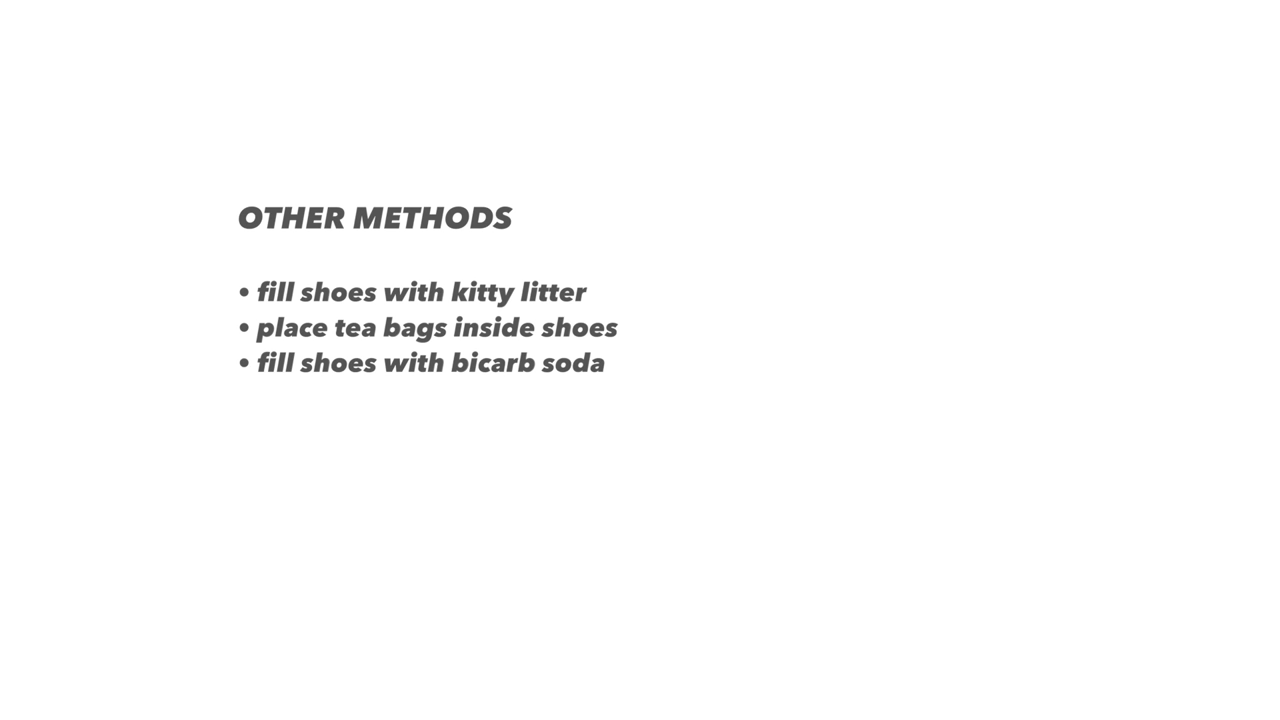 OTHER METHODS
• fill shoes with kitty litter
• place tea bags inside shoes
• fill shoes with bicarb soda